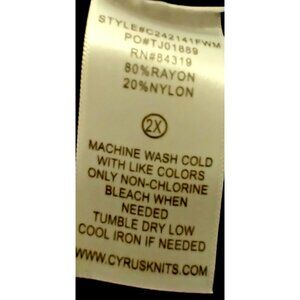 STYLE#C242141FWM
PO#TJ01889
RN#84319
80%RAYON
20%NYLON
2X
MACHINE WASH COLD
WITH LIKE COLORS
ONLY NON-CHLORINE
BLEACH WHEN
NEEDED
TUMBLE DRY LOW
COOL IRON IF NEEDED
WWW.CYRUSKNITS.COM